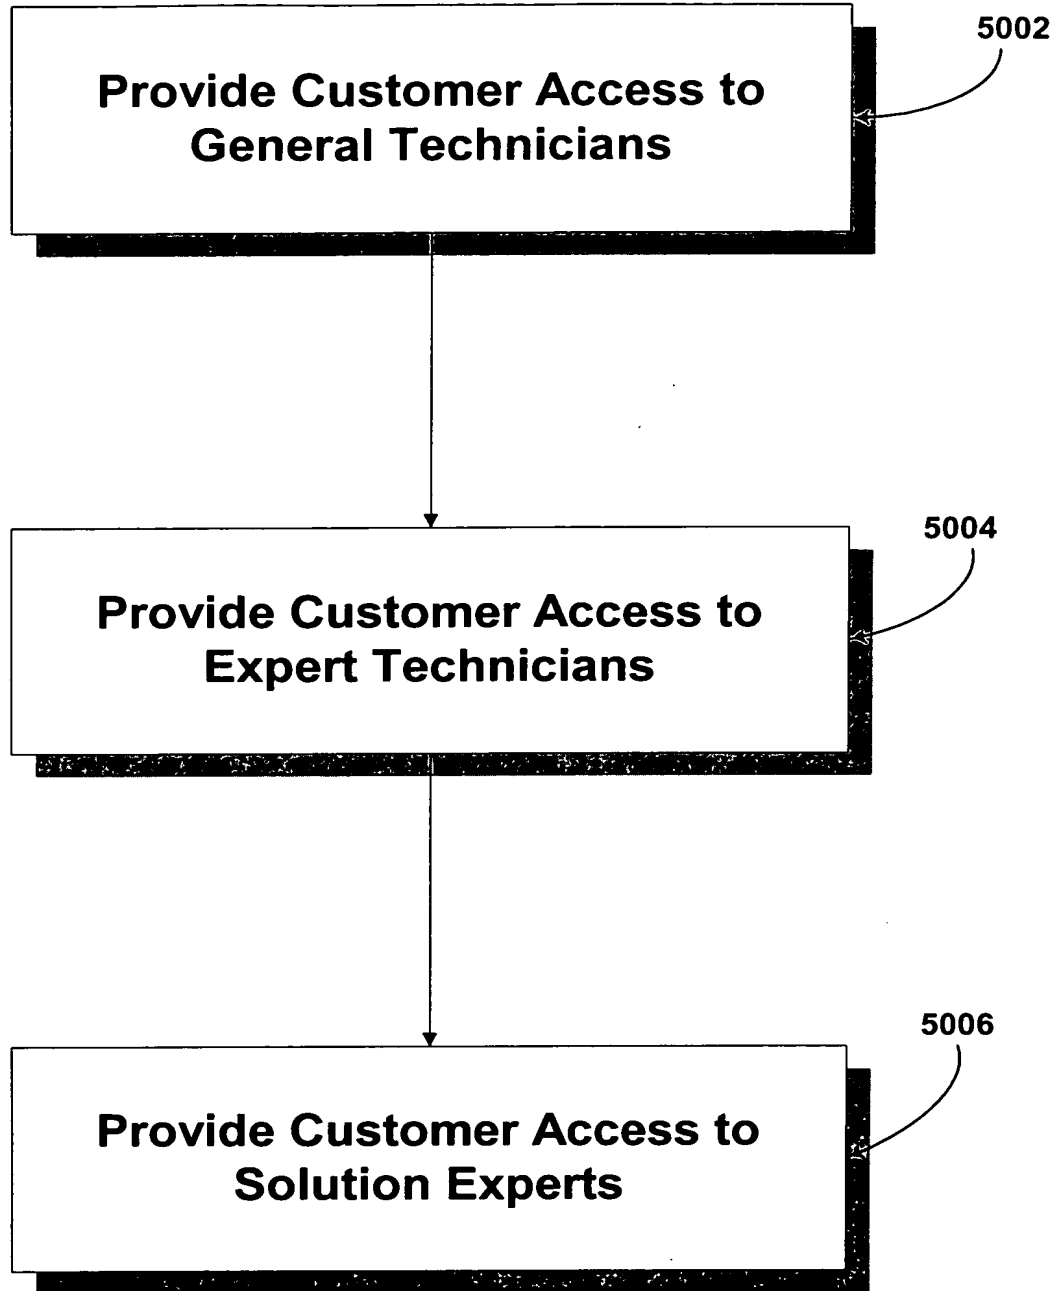 5002
Provide Customer Access to
General Technicians
5004
Provide Customer Access to
Expert Technicians
5006
Provide Customer Access to
Solution Experts